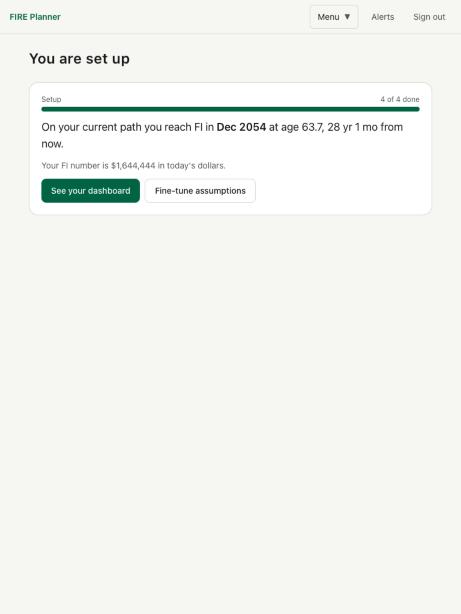 FIRE Planner
Menu ▼
Alerts
Sign out
You are set up
Setup
4 of 4 done
On your current path you reach FI in Dec 2054 at age 63.7, 28 yr 1 mo from
now.
Your FI number is $1,644,444 in today's dollars.
See your dashboard
Fine-tune assumptions